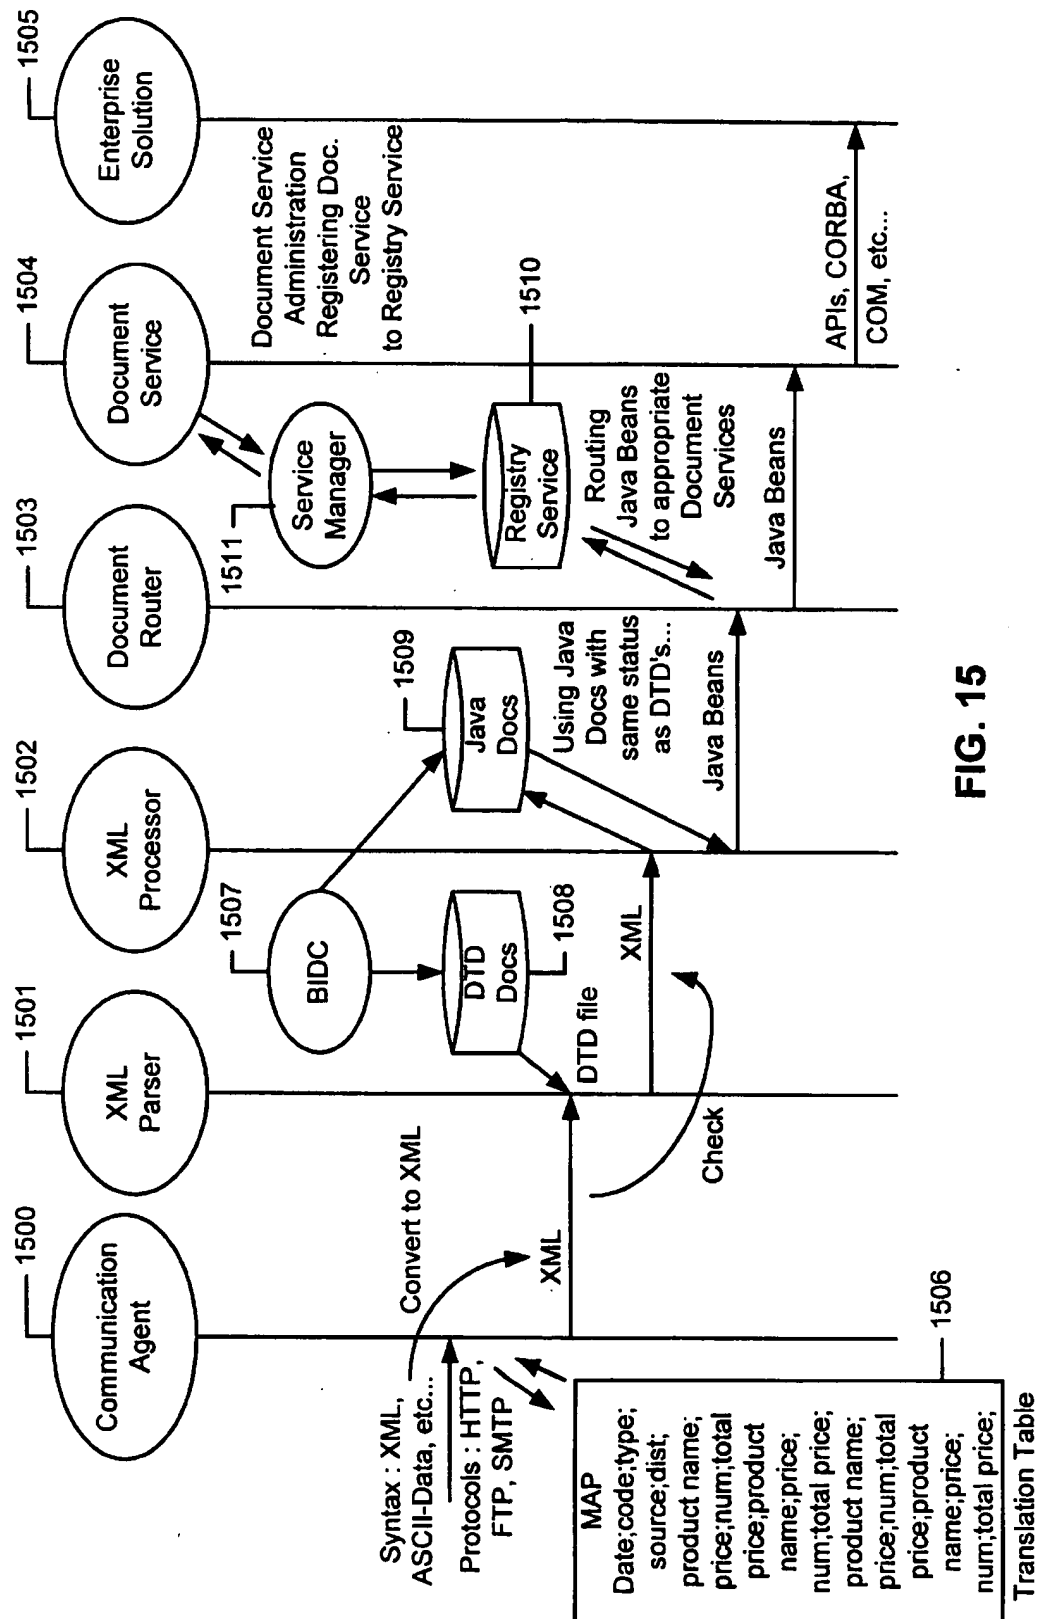 1500
Communication
Agent
1501
XML
Parser
1502
XML
Processor
1503
Document
Router
1504
Document
Service
1505
Enterprise
Solution
Syntax : XML,
ASCII-Data, etc...
Protocols : HTTP,
FTP, SMTP
Convert to XML
XML
MAP
Date;code;type;
source;dist;
product name;
price;num;total
price;product
name;price;
num;total price;
product name;
price;num;total
price;product
name;price;
num;total price;
1506
Translation Table
1507
BIDC
DTD
Docs
1508
DTD file
Check
XML
Java
Docs
1509
Using Java
Docs with
same status
as DTD's...
Java Beans
1511
Service
Manager
Registry
Service
1510
Document Service
Administration
Registering Doc.
Service
to Registry Service
Routing
Java Beans
to appropriate
Document
Services
Java Beans
APIs, CORBA,
COM, etc...
FIG. 15